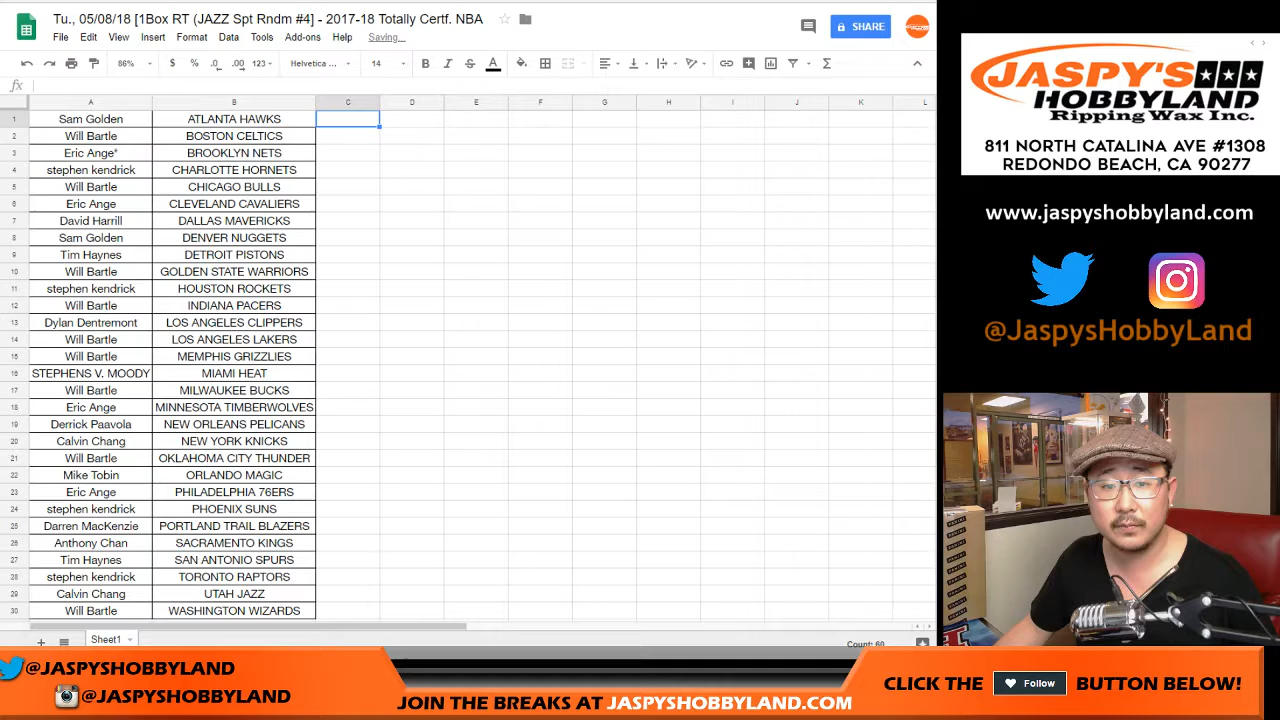 Tu., 05/08/18 [1Box RT (JAZZ Spt Rndm #4] - 2017-18 Totally Certf. NBA
File Edit View Insert Format Data Tools Add-ons Help Saving...
SHARE
86% $ % .0 .00 123 Helvetica ... 14 B I S A
fx
A B C D E F G H I J K L
1 Sam Golden ATLANTA HAWKS
2 Will Bartle BOSTON CELTICS
3 Eric Ange* BROOKLYN NETS
4 stephen kendrick CHARLOTTE HORNETS
5 Will Bartle CHICAGO BULLS
6 Eric Ange CLEVELAND CAVALIERS
7 David Harrill DALLAS MAVERICKS
8 Sam Golden DENVER NUGGETS
9 Tim Haynes DETROIT PISTONS
10 Will Bartle GOLDEN STATE WARRIORS
11 stephen kendrick HOUSTON ROCKETS
12 Will Bartle INDIANA PACERS
13 Dylan Dentremont LOS ANGELES CLIPPERS
14 Will Bartle LOS ANGELES LAKERS
15 Will Bartle MEMPHIS GRIZZLIES
16 STEPHENS V. MOODY MIAMI HEAT
17 Will Bartle MILWAUKEE BUCKS
18 Eric Ange MINNESOTA TIMBERWOLVES
19 Derrick Paavola NEW ORLEANS PELICANS
20 Calvin Chang NEW YORK KNICKS
21 Will Bartle OKLAHOMA CITY THUNDER
22 Mike Tobin ORLANDO MAGIC
23 Eric Ange PHILADELPHIA 76ERS
24 stephen kendrick PHOENIX SUNS
25 Darren MacKenzie PORTLAND TRAIL BLAZERS
26 Anthony Chan SACRAMENTO KINGS
27 Tim Haynes SAN ANTONIO SPURS
28 stephen kendrick TORONTO RAPTORS
29 Calvin Chang UTAH JAZZ
30 Will Bartle WASHINGTON WIZARDS
Sheet1
Count: 60
JASPY'S
HOBBYLAND
Ripping Wax Inc.
811 NORTH CATALINA AVE #1308
REDONDO BEACH, CA 90277
www.jaspyshobbyland.com
@JaspysHobbyLand
@JASPYSHOBBYLAND
@JASPYSHOBBYLAND
JOIN THE BREAKS AT JASPYSHOBBYLAND.COM
CLICK THE Follow BUTTON BELOW!